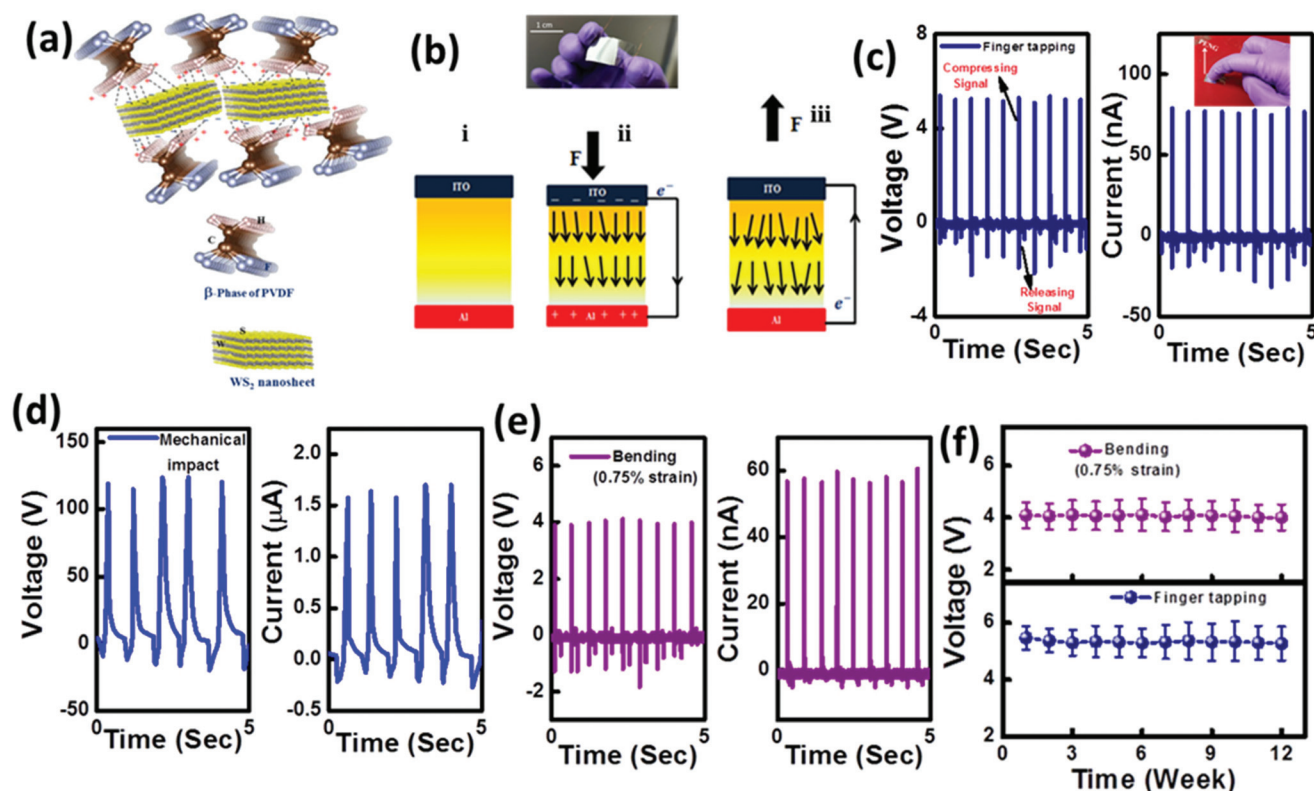 (a)
H
C
F
β-Phase of PVDF
S
W
WS₂ nanosheet
(b)
1 cm
i
ii
F
iii
F
ITO
ITO
e⁻
ITO
Al
+ + Al + + +
Al
e⁻
(c)
Finger tapping
Compressing
Signal
Releasing
Signal
Voltage (V)
8
4
0
-4
0
5
Time (Sec)
PENG
Current (nA)
100
50
0
-50
0
5
Time (Sec)
(d)
Mechanical
impact
Voltage (V)
150
100
50
0
-50
0
5
Time (Sec)
Current (μA)
2.0
1.5
1.0
0.5
0.0
-0.5
0
5
Time (Sec)
(e)
Bending
(0.75% strain)
Voltage (V)
6
4
2
0
-2
0
5
Time (Sec)
Current (nA)
60
40
20
0
0
5
Time (Sec)
(f)
Bending
(0.75% strain)
Voltage (V)
6
4
2
Finger tapping
Voltage (V)
6
5
2
0
3
6
9
12
Time (Week)